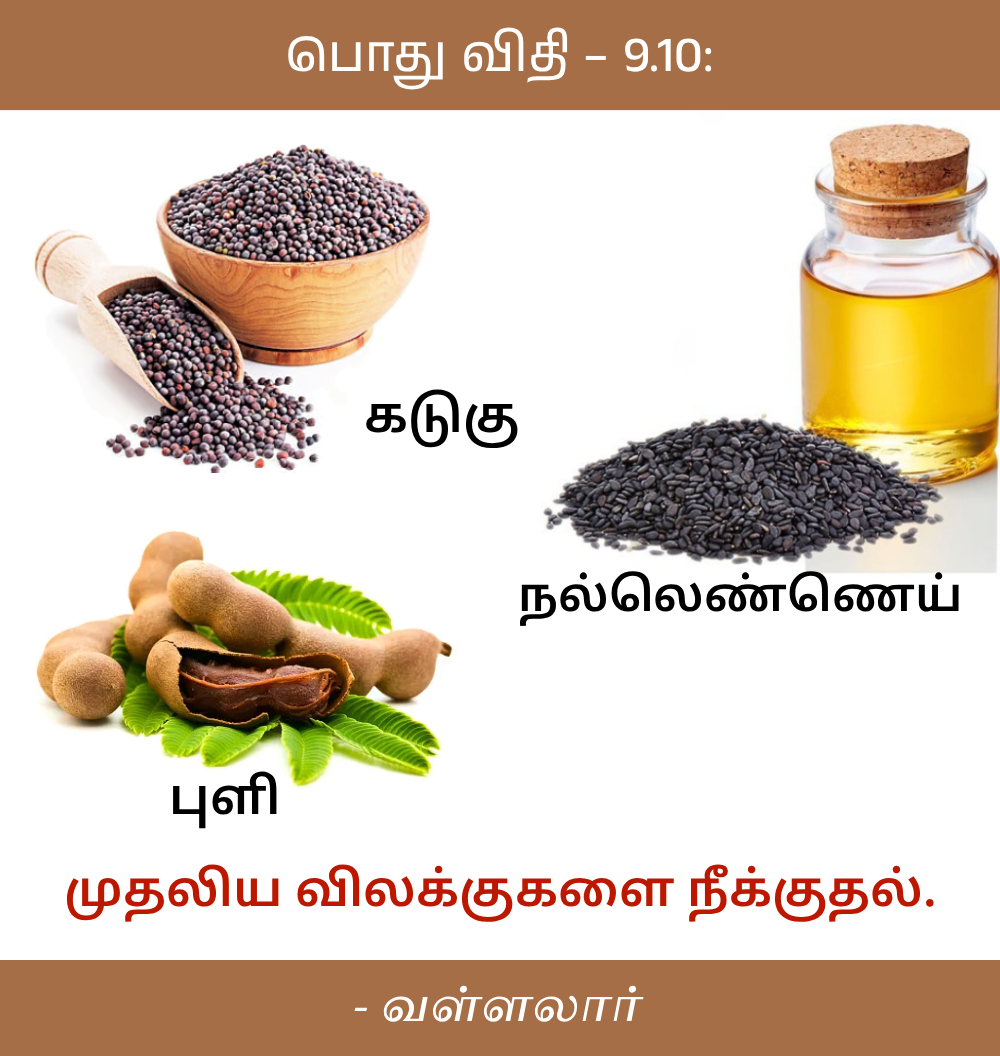 பொது விதி – 9.10:
கடுகு
நல்லெண்ணெய்
புளி
முதலிய விலக்குகளை நீக்குதல்.
- வள்ளலார்